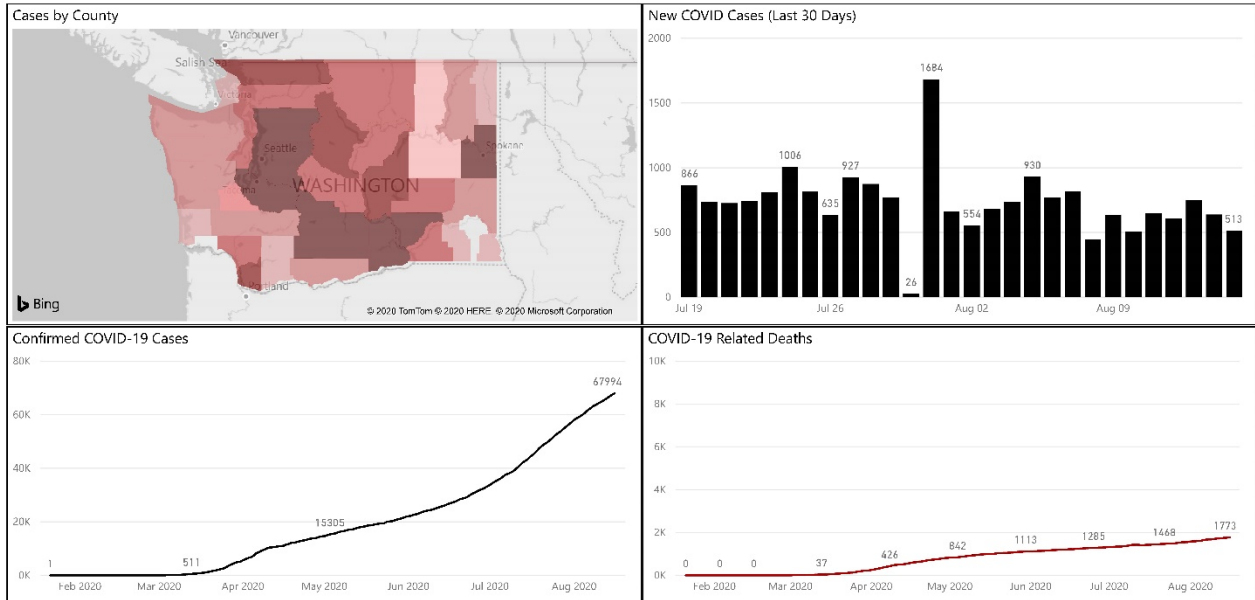 Cases by County
Vancouver
Salish Sea
Victoria
Seattle
Spokane
WASHINGTON
Portland
Bing
© 2020 TomTom © 2020 HERE © 2020 Microsoft Corporation
New COVID Cases (Last 30 Days)
2000
1500
1000
500
0
866
1006
635
927
26
1684
554
930
513
Jul 19
Jul 26
Aug 02
Aug 09
Confirmed COVID-19 Cases
80K
60K
40K
20K
0K
1
511
15305
67994
Feb 2020
Mar 2020
Apr 2020
May 2020
Jun 2020
Jul 2020
Aug 2020
COVID-19 Related Deaths
10K
8K
6K
4K
2K
0K
0
0
0
37
426
842
1113
1285
1468
1773
Feb 2020
Mar 2020
Apr 2020
May 2020
Jun 2020
Jul 2020
Aug 2020